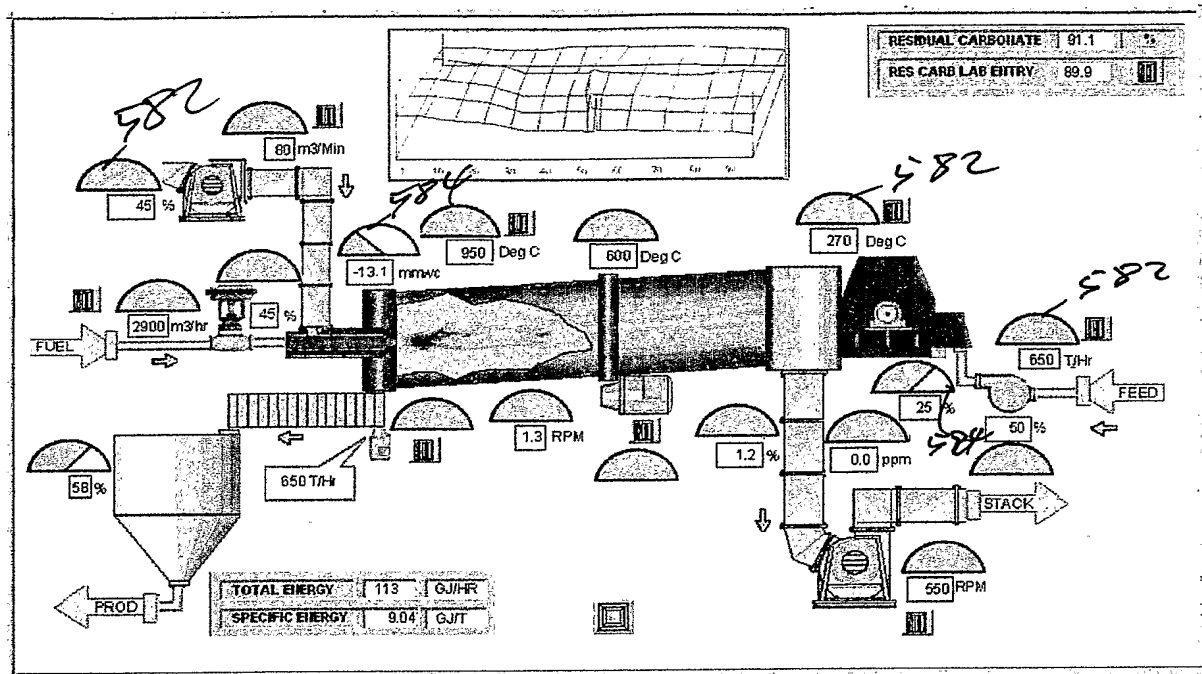 RESIDUAL CARBONATE 91.1 %
RES CARB LAB ENTRY 89.9
582
80 m3/Min
45 %
584
582
950 Deg C
600 Deg C
270 Deg C
-13.1 mmwc
582
2900 m3/hr
45 %
FUEL
650 T/Hr
FEED
25 %
50 %
584
1.3 RPM
1.2 %
0.0 ppm
58 %
650 T/Hr
STACK
550 RPM
PROD
TOTAL ENERGY 113 GJ/HR
SPECIFIC ENERGY 9.04 GJ/T